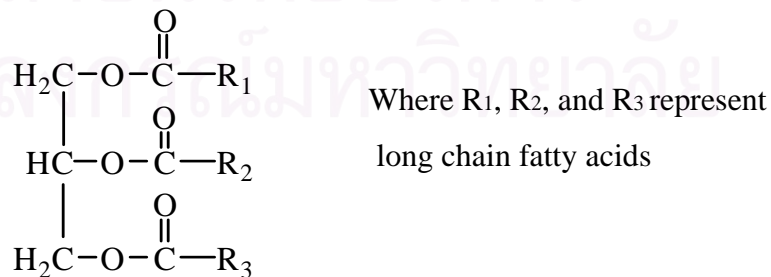 O
H₂C–O–C–R₁
O
HC–O–C–R₂
O
H₂C–O–C–R₃
Where R₁, R₂, and R₃ represent
long chain fatty acids